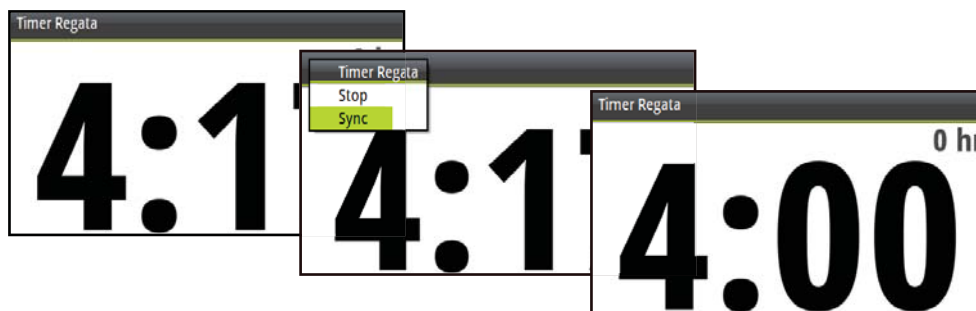 Timer Regata
4:1
Timer Regata
Stop
Sync
4:1
Timer Regata
0 hr
4:00